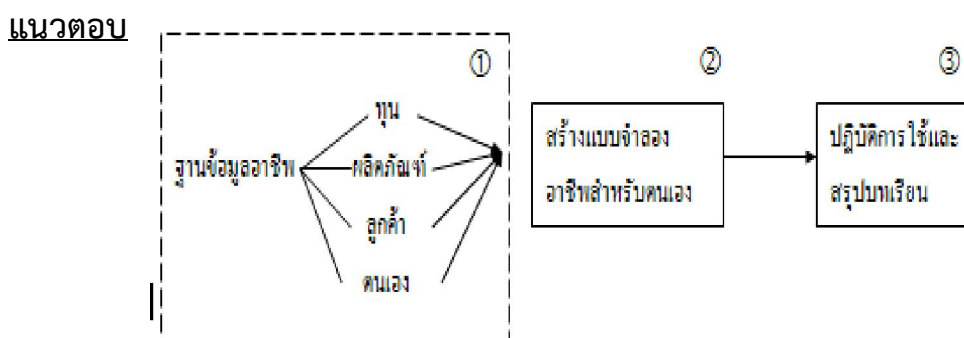 แนวตอบ
①
②
③
ทุน
ฐานข้อมูลอาชีพ
ผลิตภัณฑ์
ลูกค้า
ตนเอง
สร้างแบบจำลอง
อาชีพสำหรับตนเอง
ปฏิบัติการใช้และ
สรุปบทเรียน